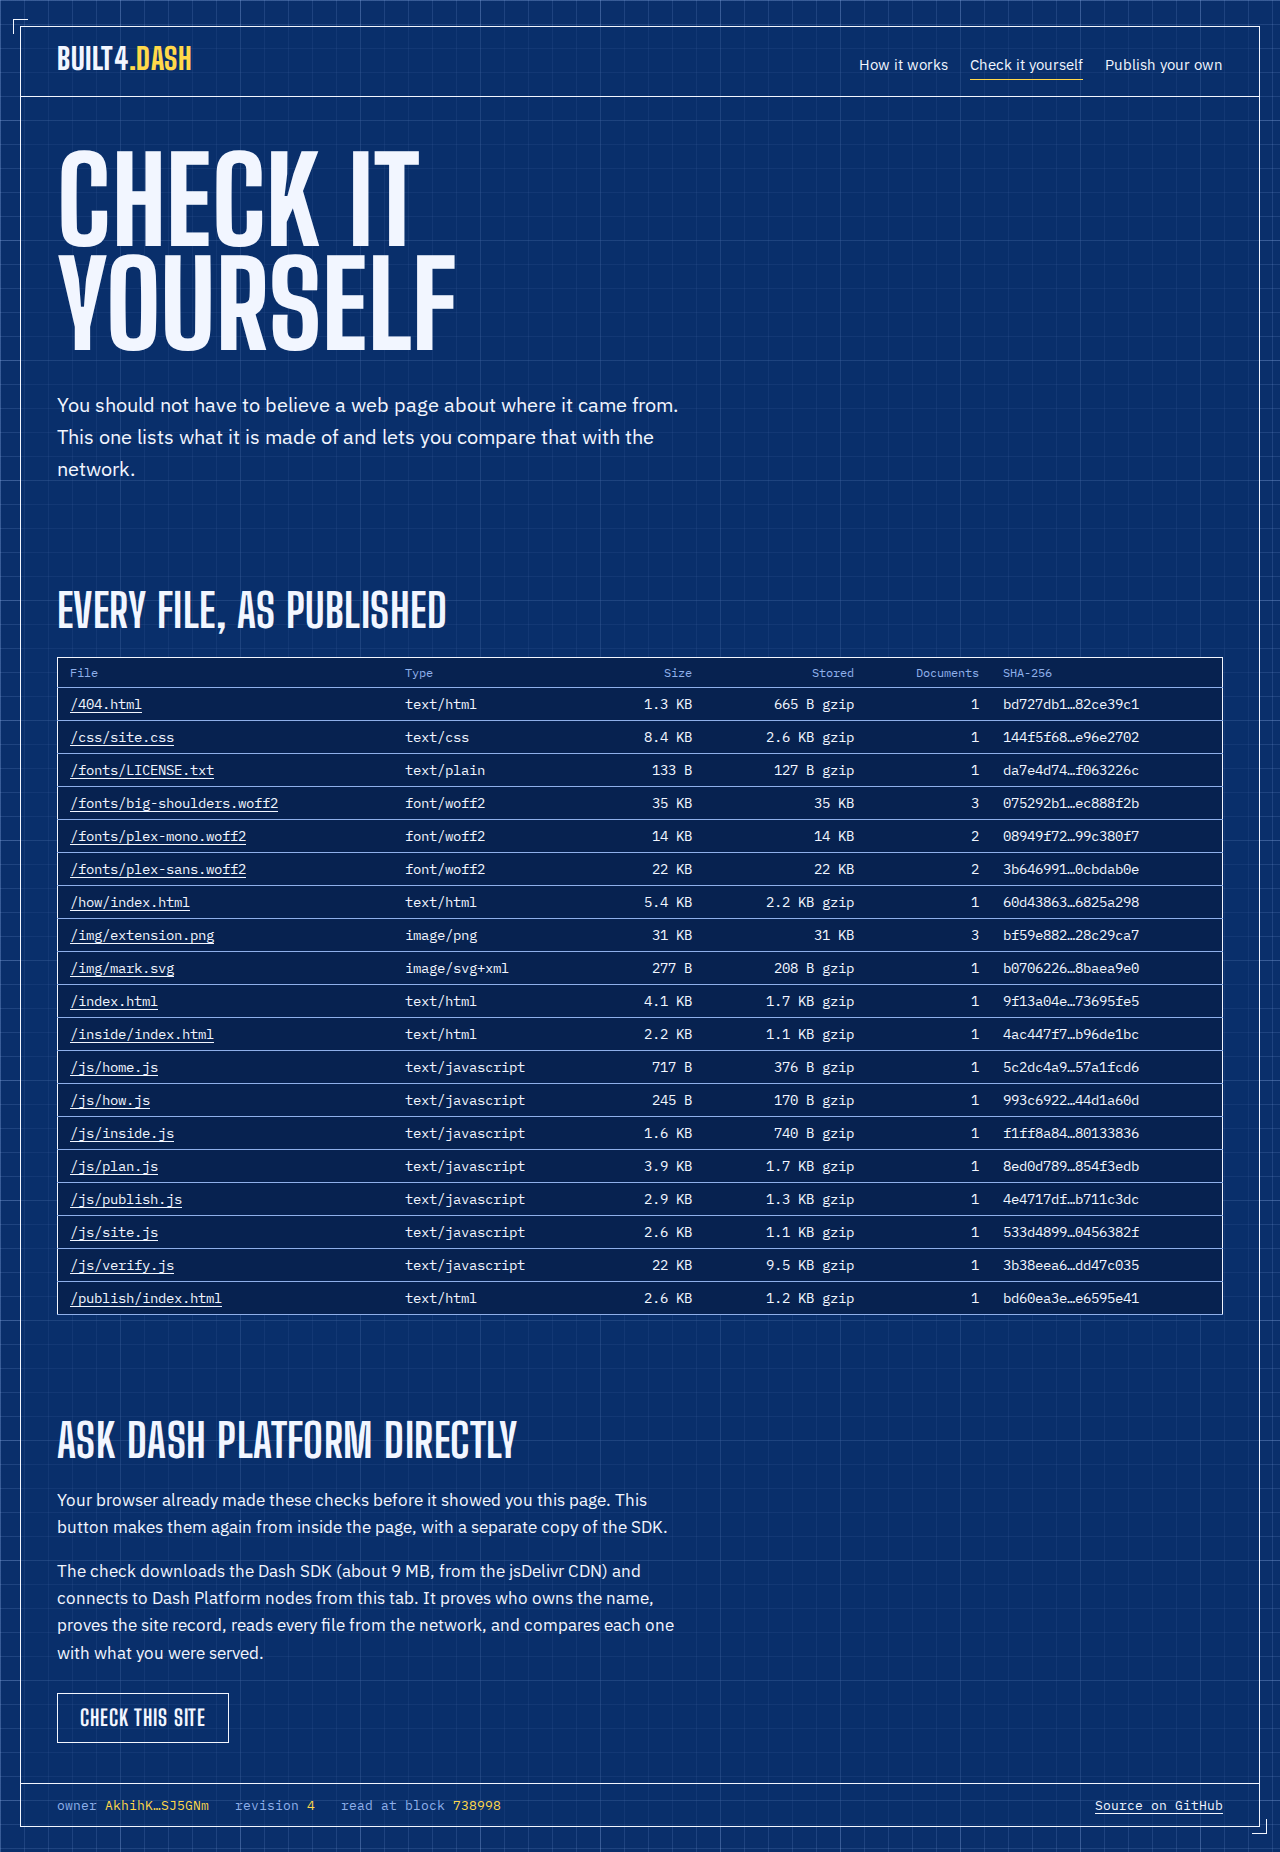 BUILT4.DASH
How it works Check it yourself Publish your own
CHECK IT
YOURSELF
You should not have to believe a web page about where it came from.
This one lists what it is made of and lets you compare that with the
network.
EVERY FILE, AS PUBLISHED
File Type Size Stored Documents SHA-256
/404.html text/html 1.3 KB 665 B gzip 1 bd727db1…82ce39c1
/css/site.css text/css 8.4 KB 2.6 KB gzip 1 144f5f68…e96e2702
/fonts/LICENSE.txt text/plain 133 B 127 B gzip 1 da7e4d74…f063226c
/fonts/big-shoulders.woff2 font/woff2 35 KB 35 KB 3 075292b1…ec888f2b
/fonts/plex-mono.woff2 font/woff2 14 KB 14 KB 2 08949f72…99c380f7
/fonts/plex-sans.woff2 font/woff2 22 KB 22 KB 2 3b646991…0cbdab0e
/how/index.html text/html 5.4 KB 2.2 KB gzip 1 60d43863…6825a298
/img/extension.png image/png 31 KB 31 KB 3 bf59e882…28c29ca7
/img/mark.svg image/svg+xml 277 B 208 B gzip 1 b0706226…8baea9e0
/index.html text/html 4.1 KB 1.7 KB gzip 1 9f13a04e…73695fe5
/inside/index.html text/html 2.2 KB 1.1 KB gzip 1 4ac447f7…b96de1bc
/js/home.js text/javascript 717 B 376 B gzip 1 5c2dc4a9…57a1fcd6
/js/how.js text/javascript 245 B 170 B gzip 1 993c6922…44d1a60d
/js/inside.js text/javascript 1.6 KB 740 B gzip 1 f1ff8a84…80133836
/js/plan.js text/javascript 3.9 KB 1.7 KB gzip 1 8ed0d789…854f3edb
/js/publish.js text/javascript 2.9 KB 1.3 KB gzip 1 4e4717df…b711c3dc
/js/site.js text/javascript 2.6 KB 1.1 KB gzip 1 533d4899…0456382f
/js/verify.js text/javascript 22 KB 9.5 KB gzip 1 3b38eea6…dd47c035
/publish/index.html text/html 2.6 KB 1.2 KB gzip 1 bd60ea3e…e6595e41
ASK DASH PLATFORM DIRECTLY
Your browser already made these checks before it showed you this page. This
button makes them again from inside the page, with a separate copy of the SDK.
The check downloads the Dash SDK (about 9 MB, from the jsDelivr CDN) and
connects to Dash Platform nodes from this tab. It proves who owns the name,
proves the site record, reads every file from the network, and compares each one
with what you were served.
CHECK THIS SITE
owner AkhihK…SJ5GNm revision 4 read at block 738998 Source on GitHub